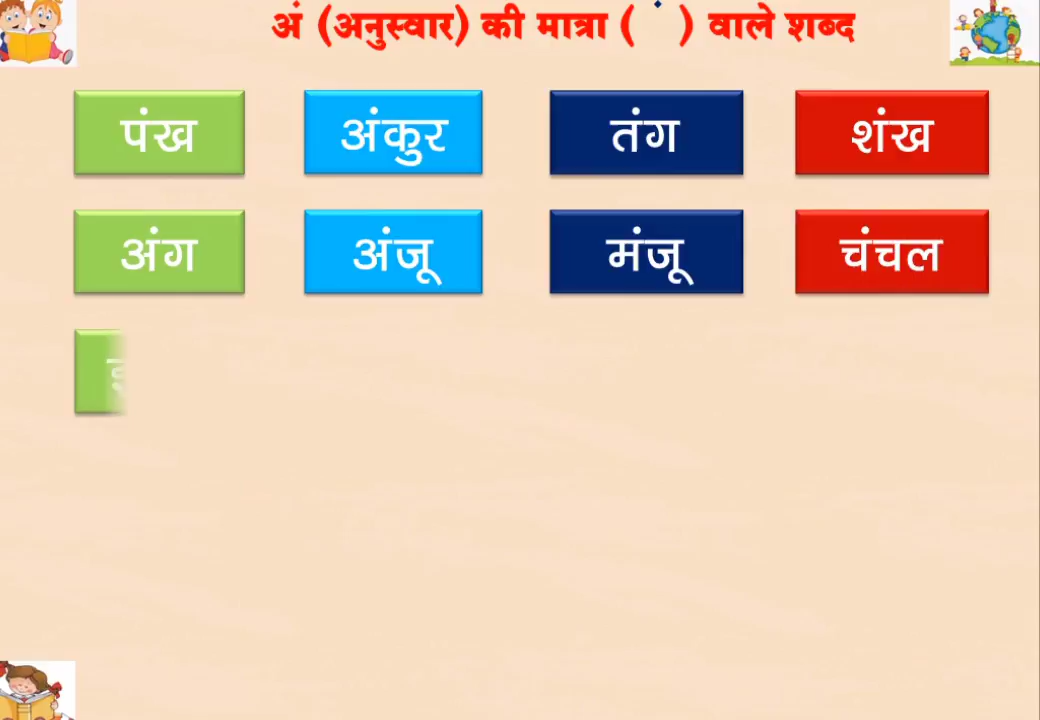 अं (अनुस्वार) की मात्रा ( ं ) वाले शब्द
पंख अंकुर तंग शंख
अंग अंजू मंजू चंचल